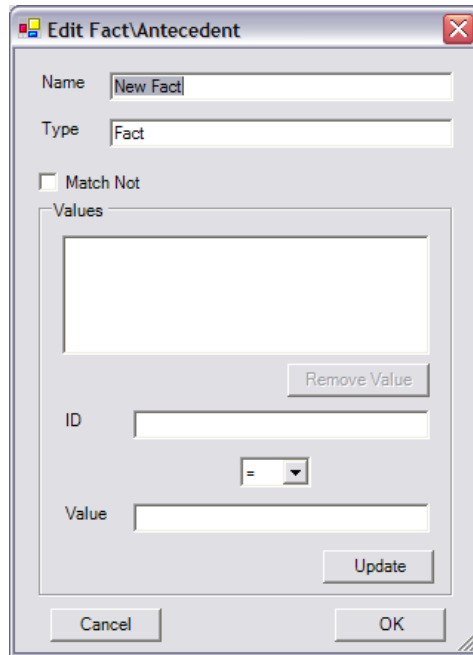 Edit Fact\Antecedent
Name New Fact
Type Fact
Match Not
Values
Remove Value
ID
=
Value
Update
Cancel OK